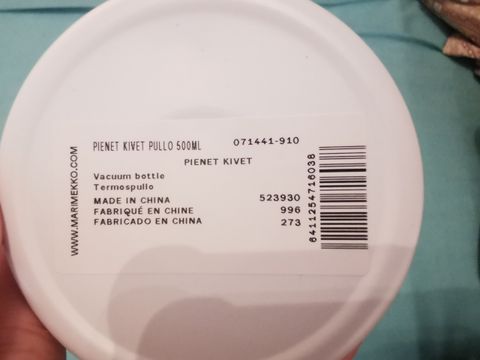 WWW.MARIMEKKO.COM
PIENET KIVET PULLO 500ML 071441-910
PIENET KIVET
Vacuum bottle
Termospullo
MADE IN CHINA 523930
FABRIQUÉ EN CHINE 996
FABRICADO EN CHINA 273
6411254716038